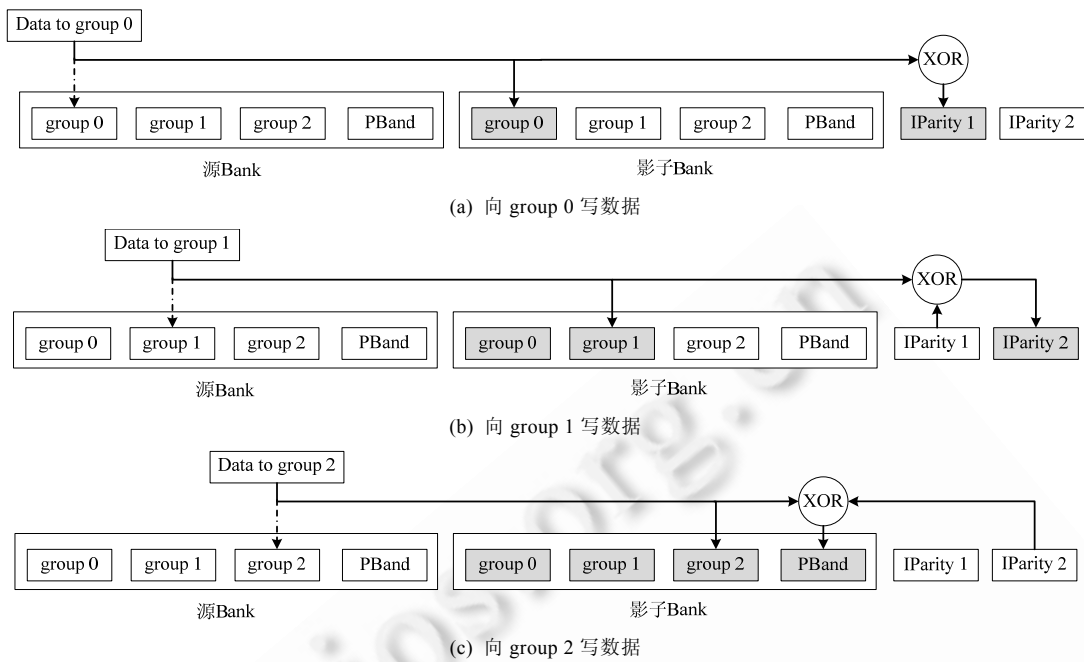 Data to group 0
XOR
group 0 group 1 group 2 PBand group 0 group 1 group 2 PBand IParity 1 IParity 2
源Bank 影子Bank
(a) 向 group 0 写数据
Data to group 1
XOR
group 0 group 1 group 2 PBand group 0 group 1 group 2 PBand IParity 1 IParity 2
源Bank 影子Bank
(b) 向 group 1 写数据
Data to group 2
XOR
group 0 group 1 group 2 PBand group 0 group 1 group 2 PBand IParity 1 IParity 2
源Bank 影子Bank
(c) 向 group 2 写数据